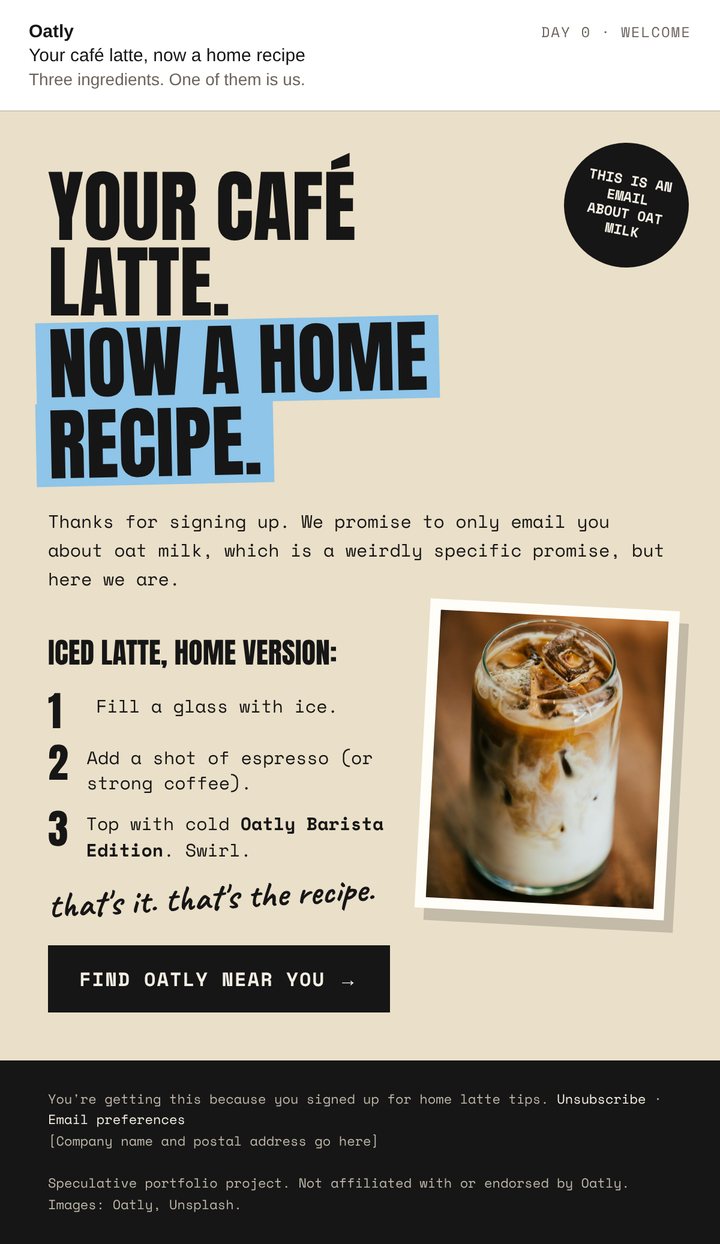 Oatly
DAY 0 · WELCOME
Your café latte, now a home recipe
Three ingredients. One of them is us.
THIS IS AN
EMAIL
ABOUT OAT
MILK
YOUR CAFÉ
LATTE.
NOW A HOME
RECIPE.
Thanks for signing up. We promise to only email you
about oat milk, which is a weirdly specific promise, but
here we are.
ICED LATTE, HOME VERSION:
1 Fill a glass with ice.
2 Add a shot of espresso (or
strong coffee).
3 Top with cold Oatly Barista
Edition. Swirl.
that's it. that's the recipe.
FIND OATLY NEAR YOU →
You're getting this because you signed up for home latte tips. Unsubscribe ·
Email preferences
[Company name and postal address go here]
Speculative portfolio project. Not affiliated with or endorsed by Oatly.
Images: Oatly, Unsplash.